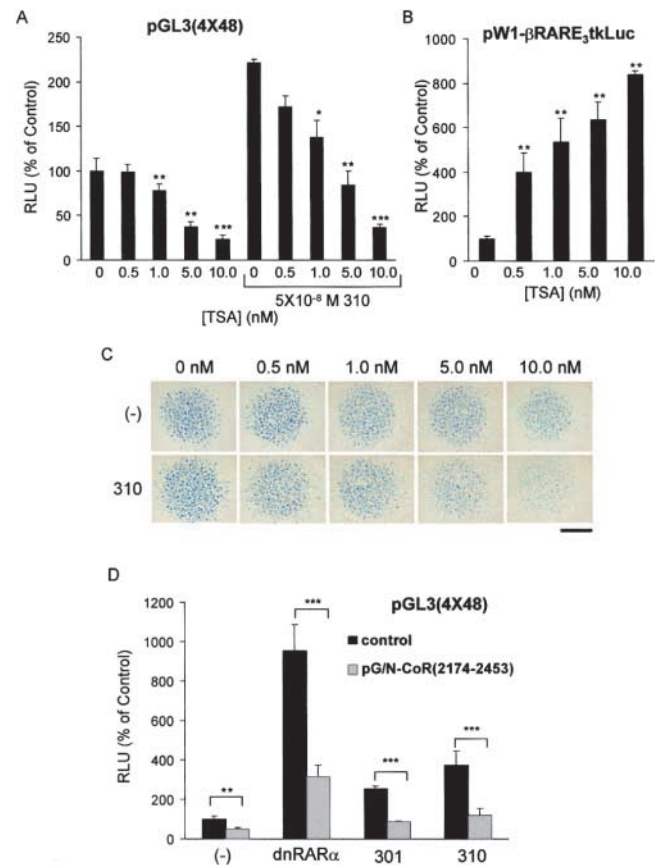 A
pGL3(4X48)
RLU (% of Control)
250
200
150
100
50
0
** ** *** * ** ***
0 0.5 1.0 5.0 10.0 0 0.5 1.0 5.0 10.0
5X10⁻⁸ M 310
[TSA] (nM)
B
pW1-βRARE₃tkLuc
RLU (% of Control)
1000
800
600
400
200
0
** ** ** **
0 0.5 1.0 5.0 10.0
[TSA] (nM)
C
0 nM 0.5 nM 1.0 nM 5.0 nM 10.0 nM
(-)
310
D
pGL3(4X48)
control
pG/N-CoR(2174-2453)
RLU (% of Control)
1200
1000
800
600
400
200
0
** *** *** ***
(-) dnRARα 301 310